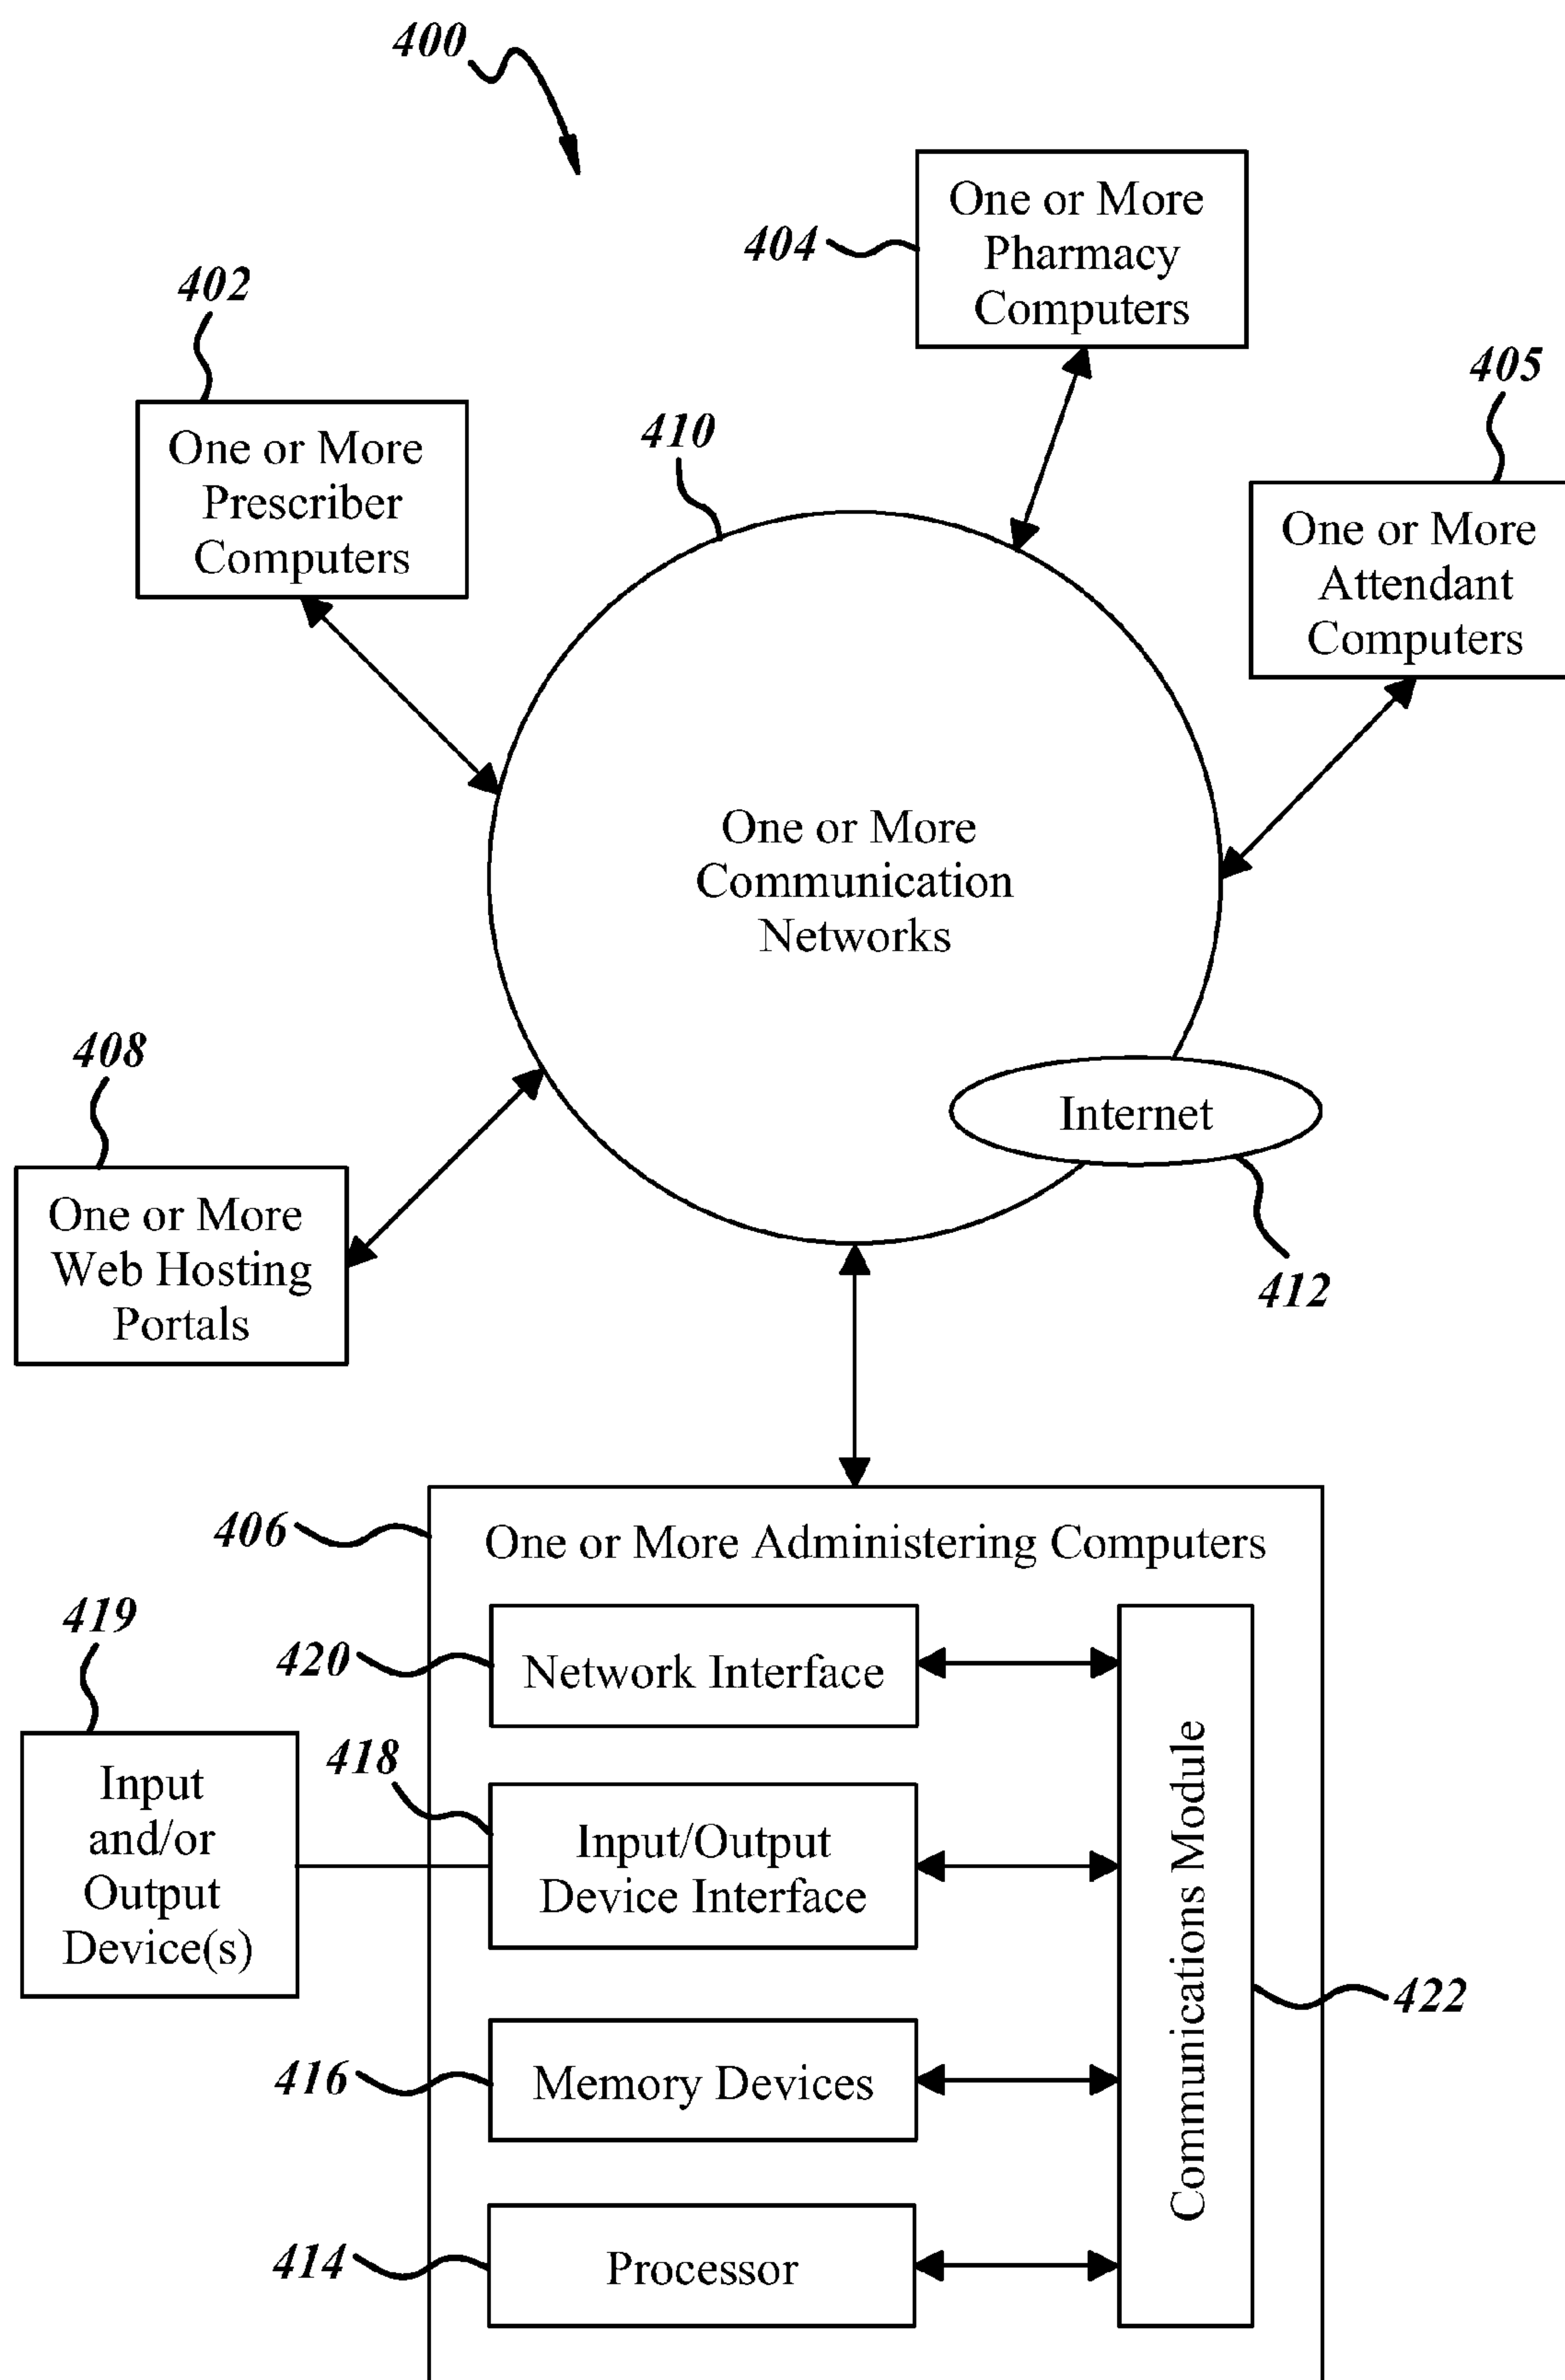 400
404
One or More
Pharmacy
Computers
402
One or More
Prescriber
Computers
405
One or More
Attendant
Computers
410
One or More
Communication
Networks
408
One or More
Web Hosting
Portals
Internet
412
406
One or More Administering Computers
419
Input
and/or
Output
Device(s)
420
Network Interface
418
Input/Output
Device Interface
416
Memory Devices
414
Processor
Communications Module
422